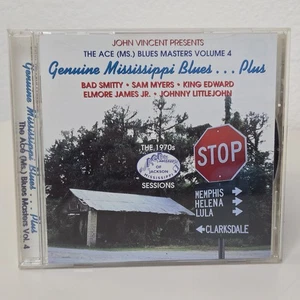 JOHN VINCENT PRESENTS
THE ACE (MS.) BLUES MASTERS VOLUME 4
Genuine Mississippi Blues . . . Plus
BAD SMITTY • SAM MYERS • KING EDWARD
ELMORE JAMES JR. • JOHNNY LITTLEJOHN
THE 1970s
JACKSON
MISSISSIPPI
SESSIONS
STOP
MEMPHIS
HELENA
LULA
CLARKSDALE
Genuine Mississippi Blues . . . Plus
The Ace (Ms.) Blues Masters Vol. 4